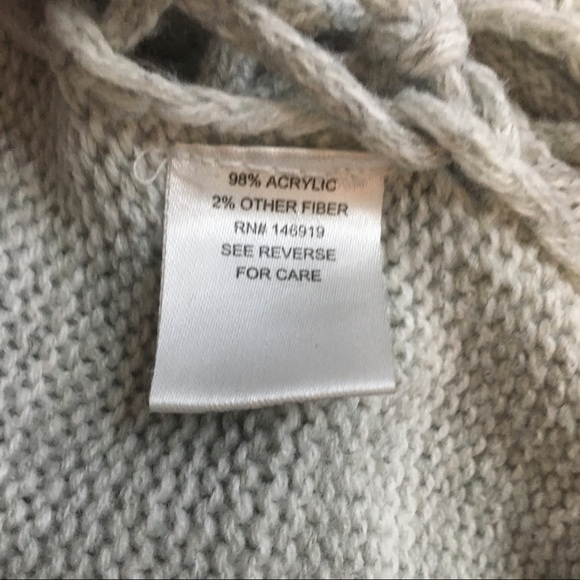 98% ACRYLIC
2% OTHER FIBER
RN# 146919
SEE REVERSE
FOR CARE